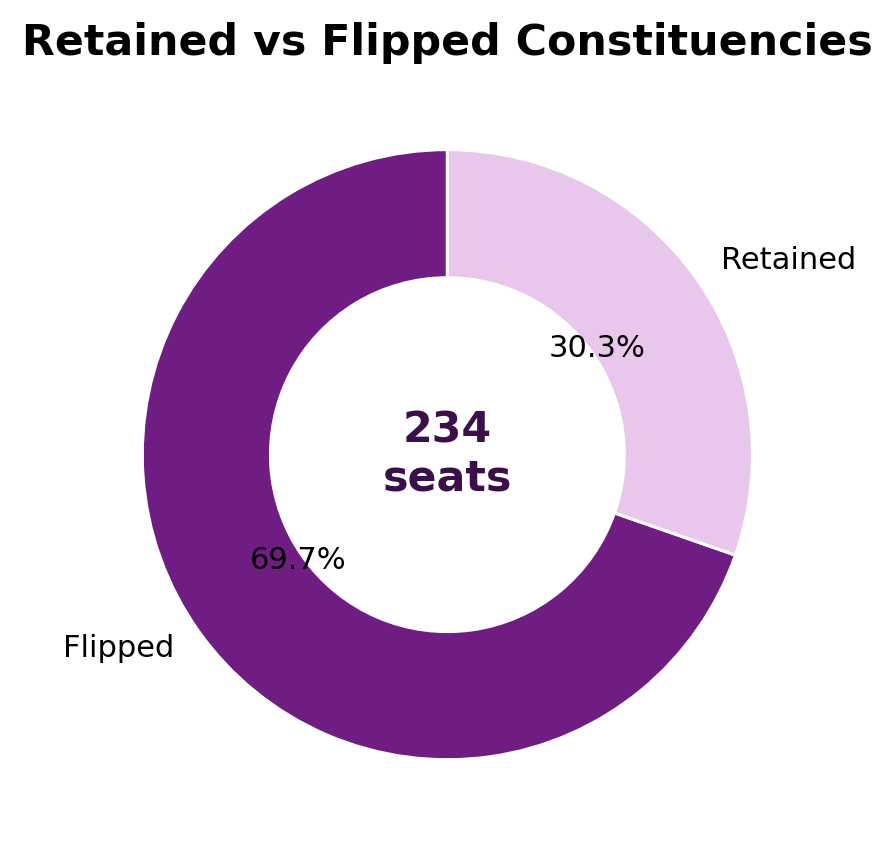 Retained vs Flipped Constituencies
Retained
30.3%
234
seats
69.7%
Flipped